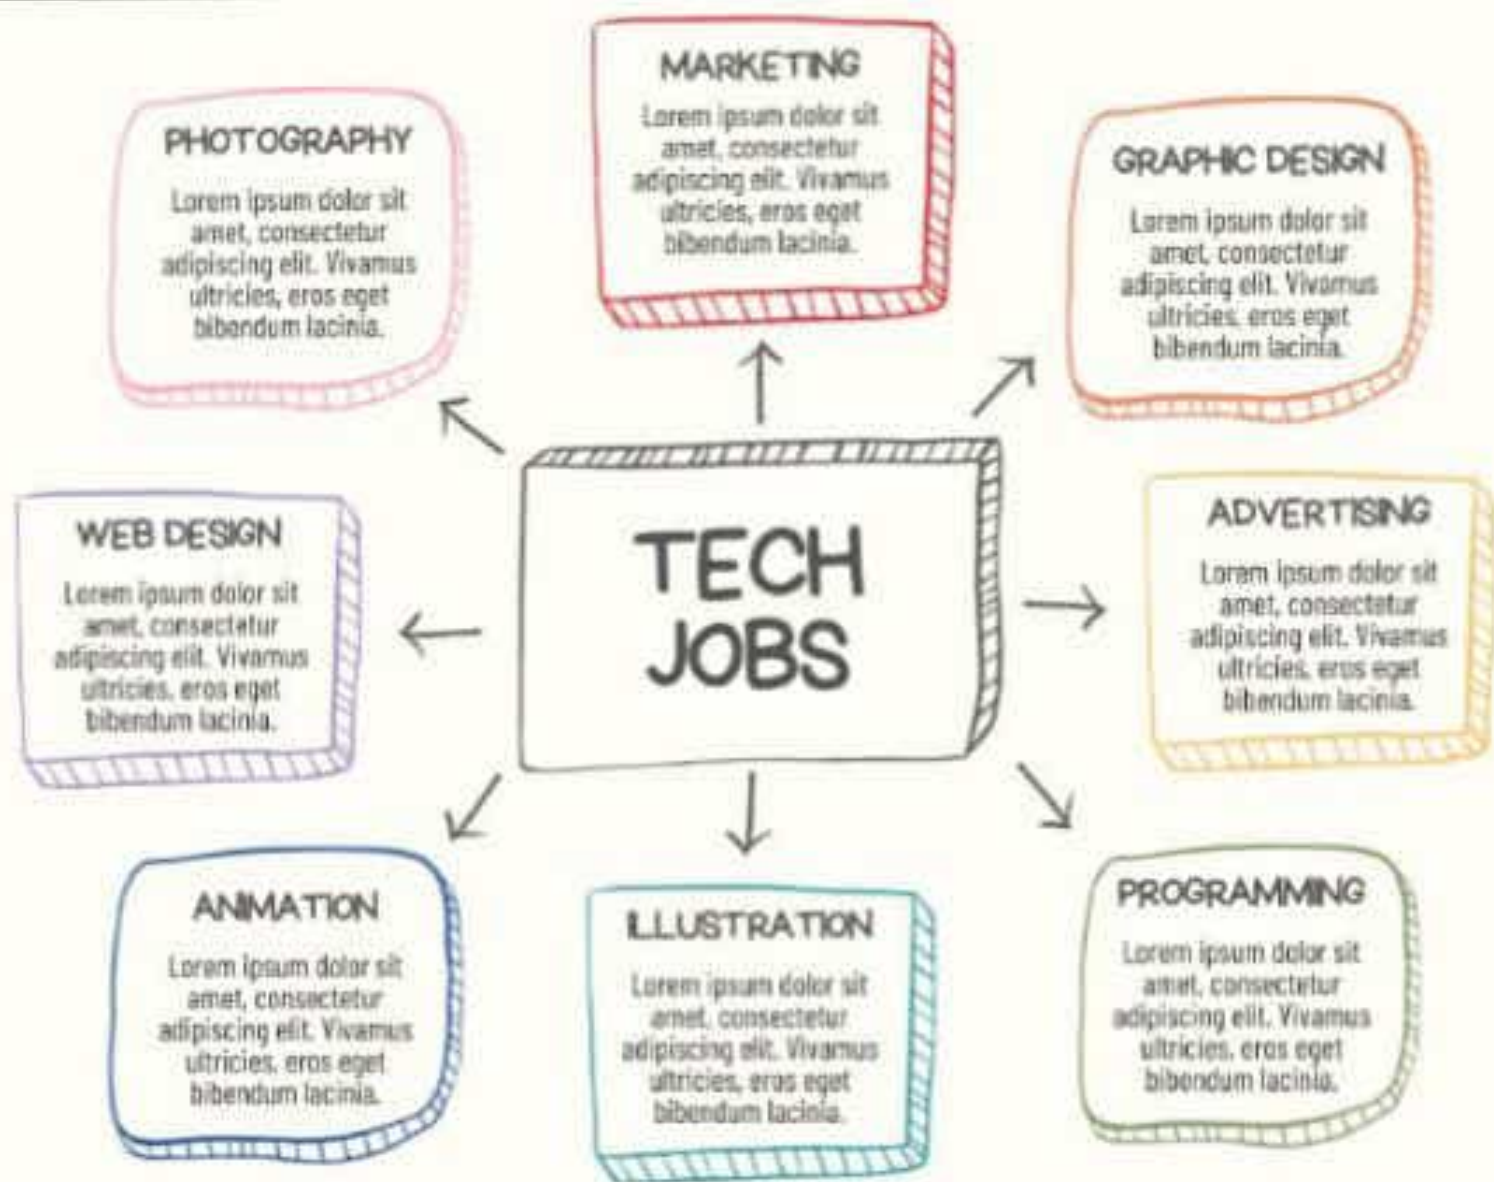 MARKETING
Lorem ipsum dolor sit
amet, consectetur
adipiscing elit. Vivamus
ultricies, eros eget
bibendum lacinia.
PHOTOGRAPHY
Lorem ipsum dolor sit
amet, consectetur
adipiscing elit. Vivamus
ultricies, eros eget
bibendum lacinia.
GRAPHIC DESIGN
Lorem ipsum dolor sit
amet, consectetur
adipiscing elit. Vivamus
ultricies, eros eget
bibendum lacinia.
WEB DESIGN
Lorem ipsum dolor sit
amet, consectetur
adipiscing elit. Vivamus
ultricies, eros eget
bibendum lacinia.
TECH
JOBS
ADVERTISING
Lorem ipsum dolor sit
amet, consectetur
adipiscing elit. Vivamus
ultricies, eros eget
bibendum lacinia.
ANIMATION
Lorem ipsum dolor sit
amet, consectetur
adipiscing elit. Vivamus
ultricies, eros eget
bibendum lacinia.
ILLUSTRATION
Lorem ipsum dolor sit
amet, consectetur
adipiscing elit. Vivamus
ultricies, eros eget
bibendum lacinia.
PROGRAMMING
Lorem ipsum dolor sit
amet, consectetur
adipiscing elit. Vivamus
ultricies, eros eget
bibendum lacinia.